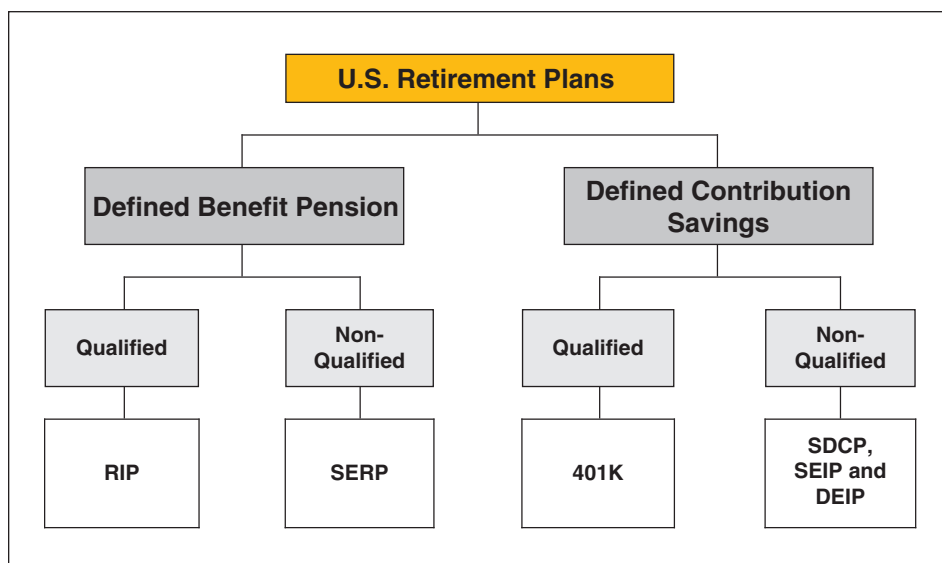 U.S. Retirement Plans
Defined Benefit Pension
Defined Contribution
Savings
Qualified
Non-
Qualified
Qualified
Non-
Qualified
RIP
SERP
401K
SDCP,
SEIP and
DEIP